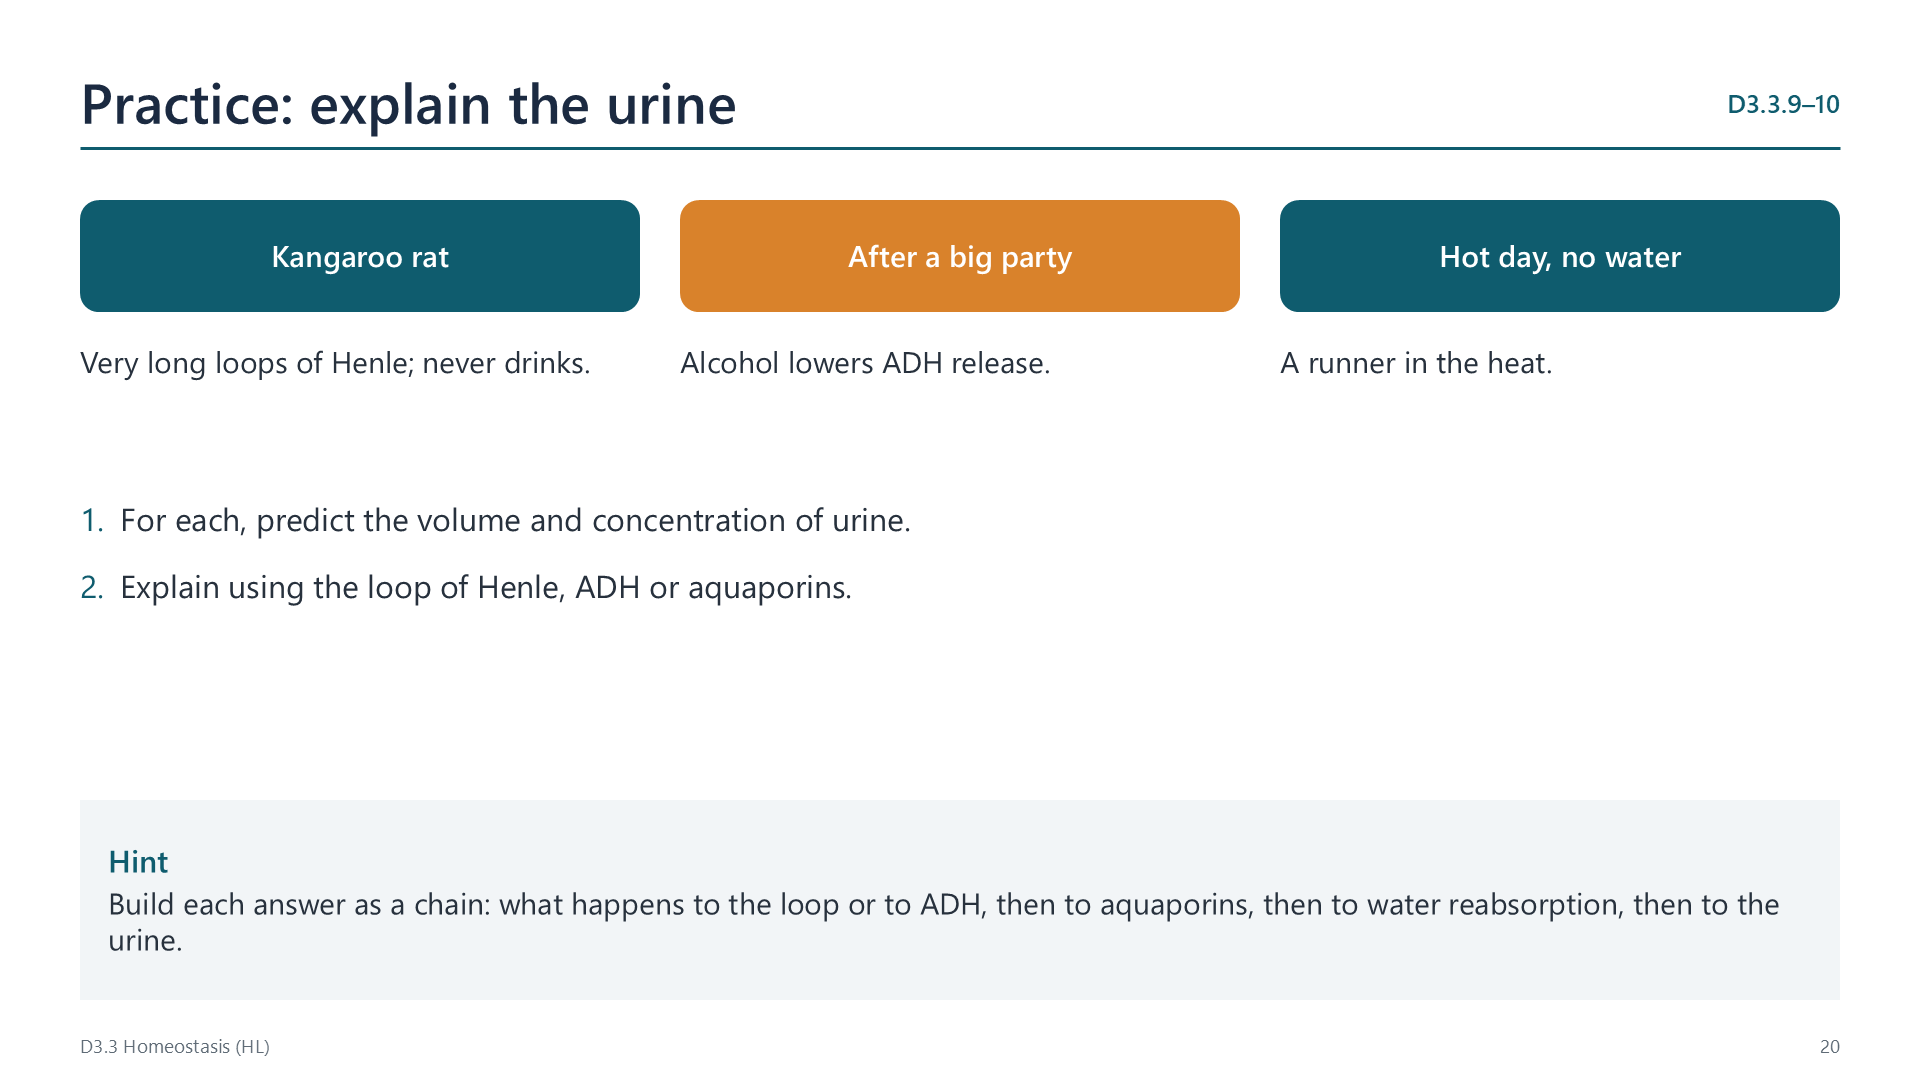 Practice: explain the urine
D3.3.9–10
Kangaroo rat
After a big party
Hot day, no water
Very long loops of Henle; never drinks.
Alcohol lowers ADH release.
A runner in the heat.
1. For each, predict the volume and concentration of urine.
2. Explain using the loop of Henle, ADH or aquaporins.
Hint
Build each answer as a chain: what happens to the loop or to ADH, then to aquaporins, then to water reabsorption, then to the
urine.
D3.3 Homeostasis (HL)
20